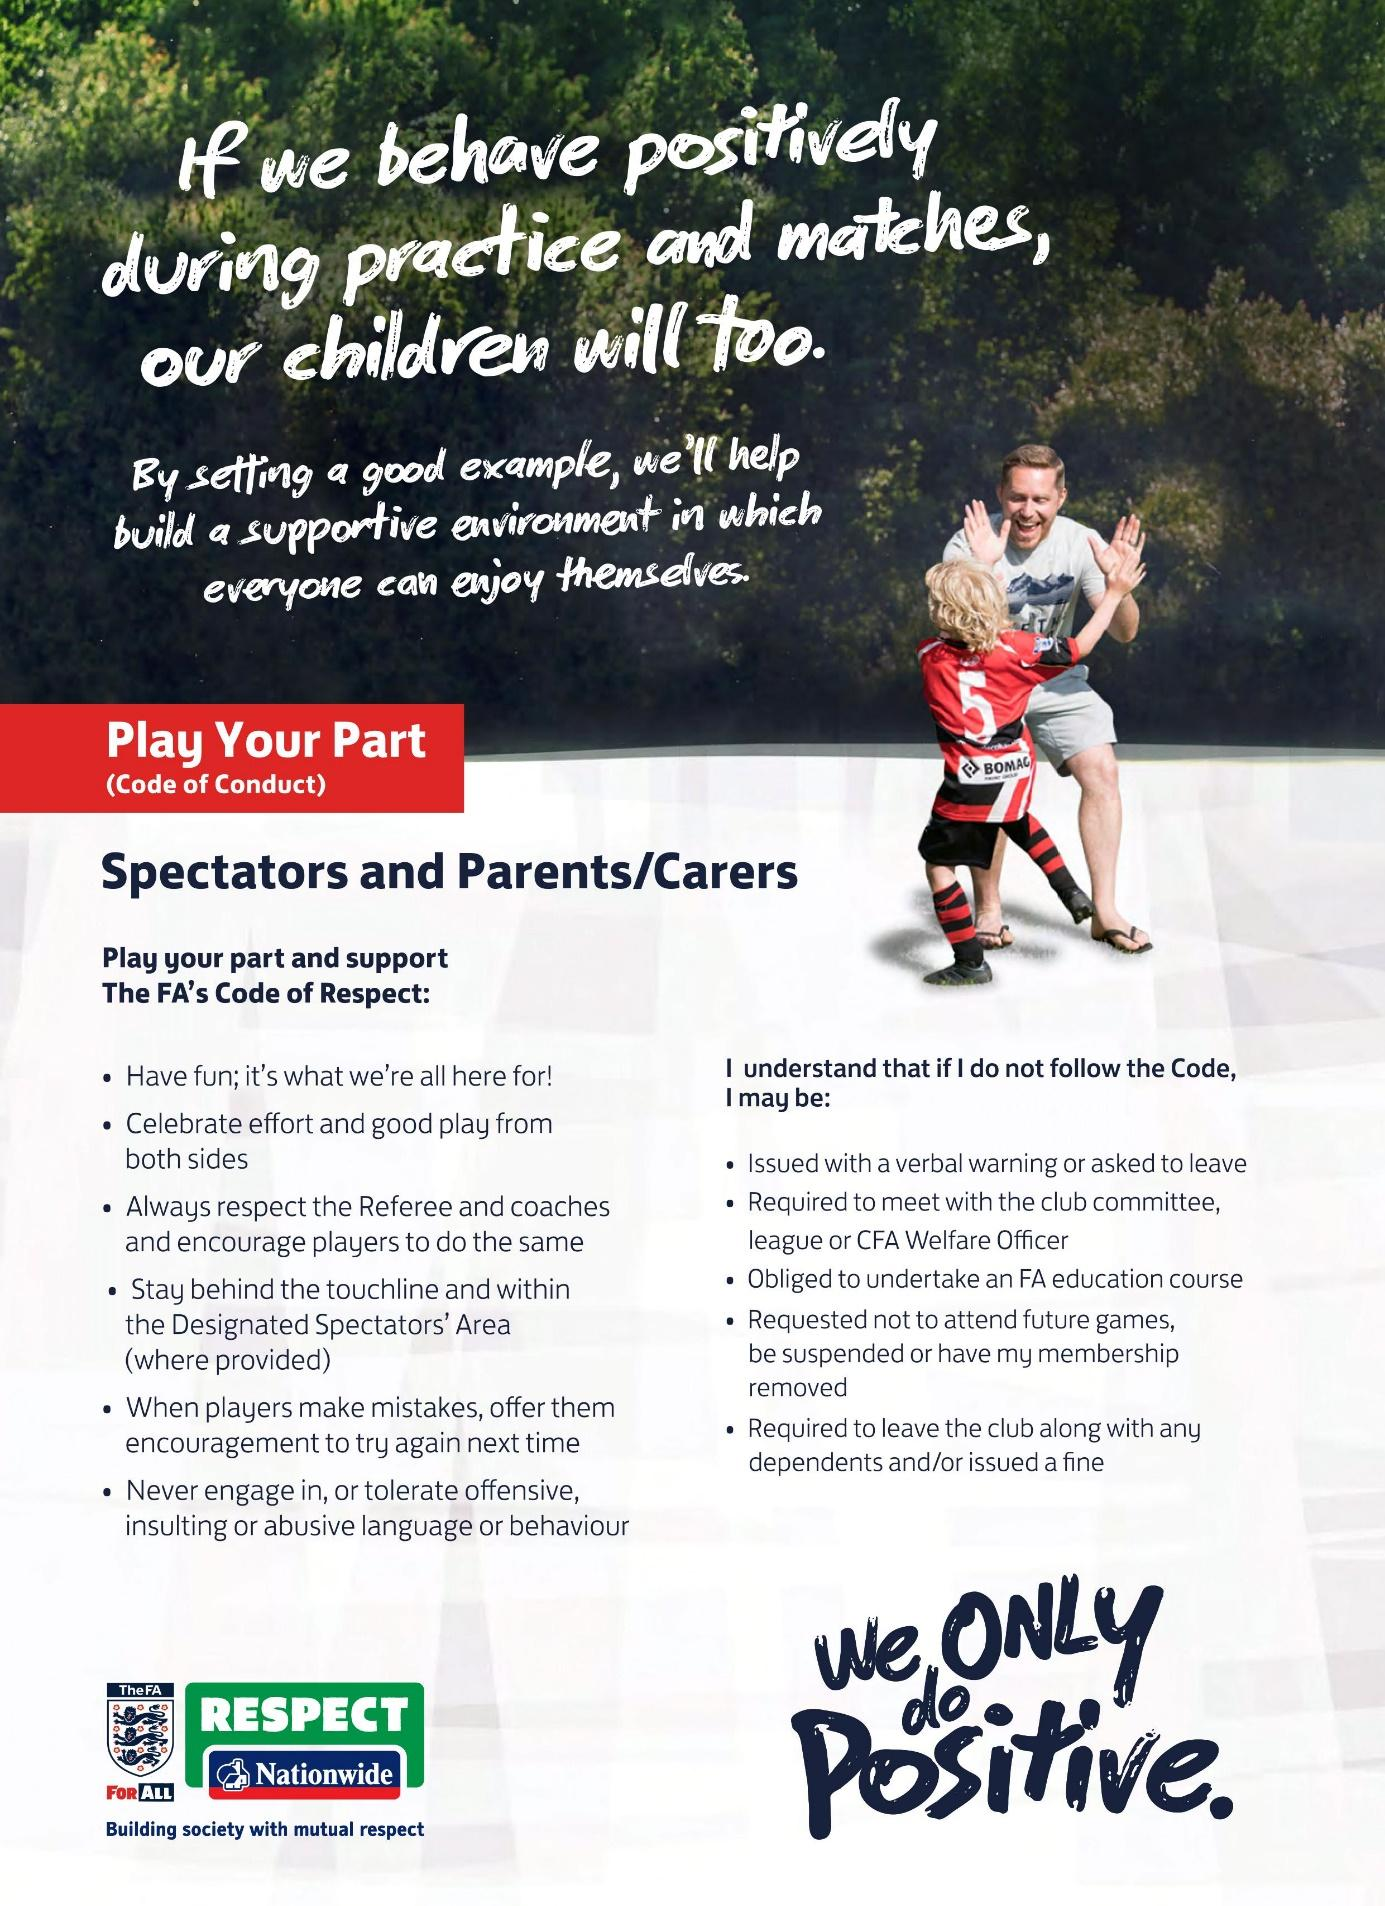 If we behave positively
during practice and matches,
our children will too.
By setting a good example, we'll help
build a supportive environment in which
everyone can enjoy themselves.
5
BOMAG
Play Your Part
(Code of Conduct)
Spectators and Parents/Carers
Play your part and support
The FA's Code of Respect:
• Have fun; it's what we're all here for!
• Celebrate effort and good play from
both sides
• Always respect the Referee and coaches
and encourage players to do the same
• Stay behind the touchline and within
the Designated Spectators' Area
(where provided)
• When players make mistakes, offer them
encouragement to try again next time
• Never engage in, or tolerate offensive,
insulting or abusive language or behaviour
I understand that if I do not follow the Code,
I may be:
• Issued with a verbal warning or asked to leave
• Required to meet with the club committee,
league or CFA Welfare Officer
• Obliged to undertake an FA education course
• Requested not to attend future games,
be suspended or have my membership
removed
• Required to leave the club along with any
dependents and/or issued a fine
We ONLY
do
Positive.
The FA
FOR ALL
RESPECT
Nationwide
Building society with mutual respect